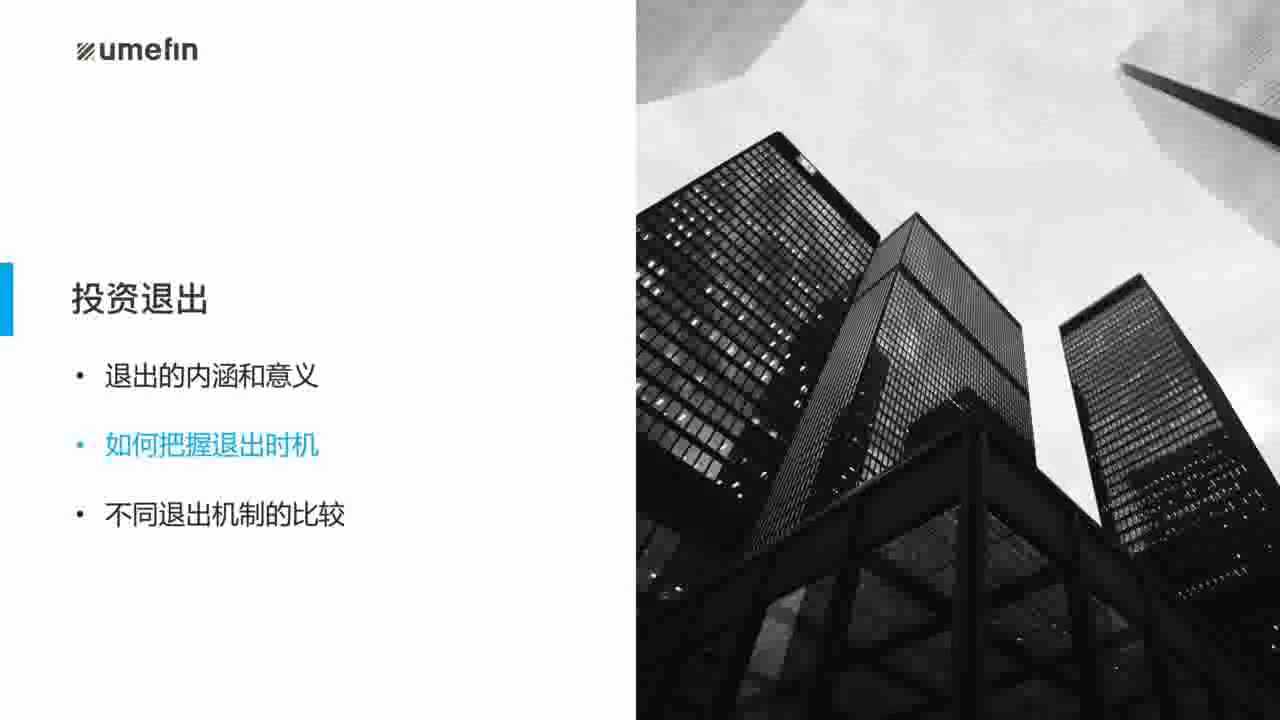 umefin
投资退出
• 退出的内涵和意义
• 如何把握退出时机
• 不同退出机制的比较